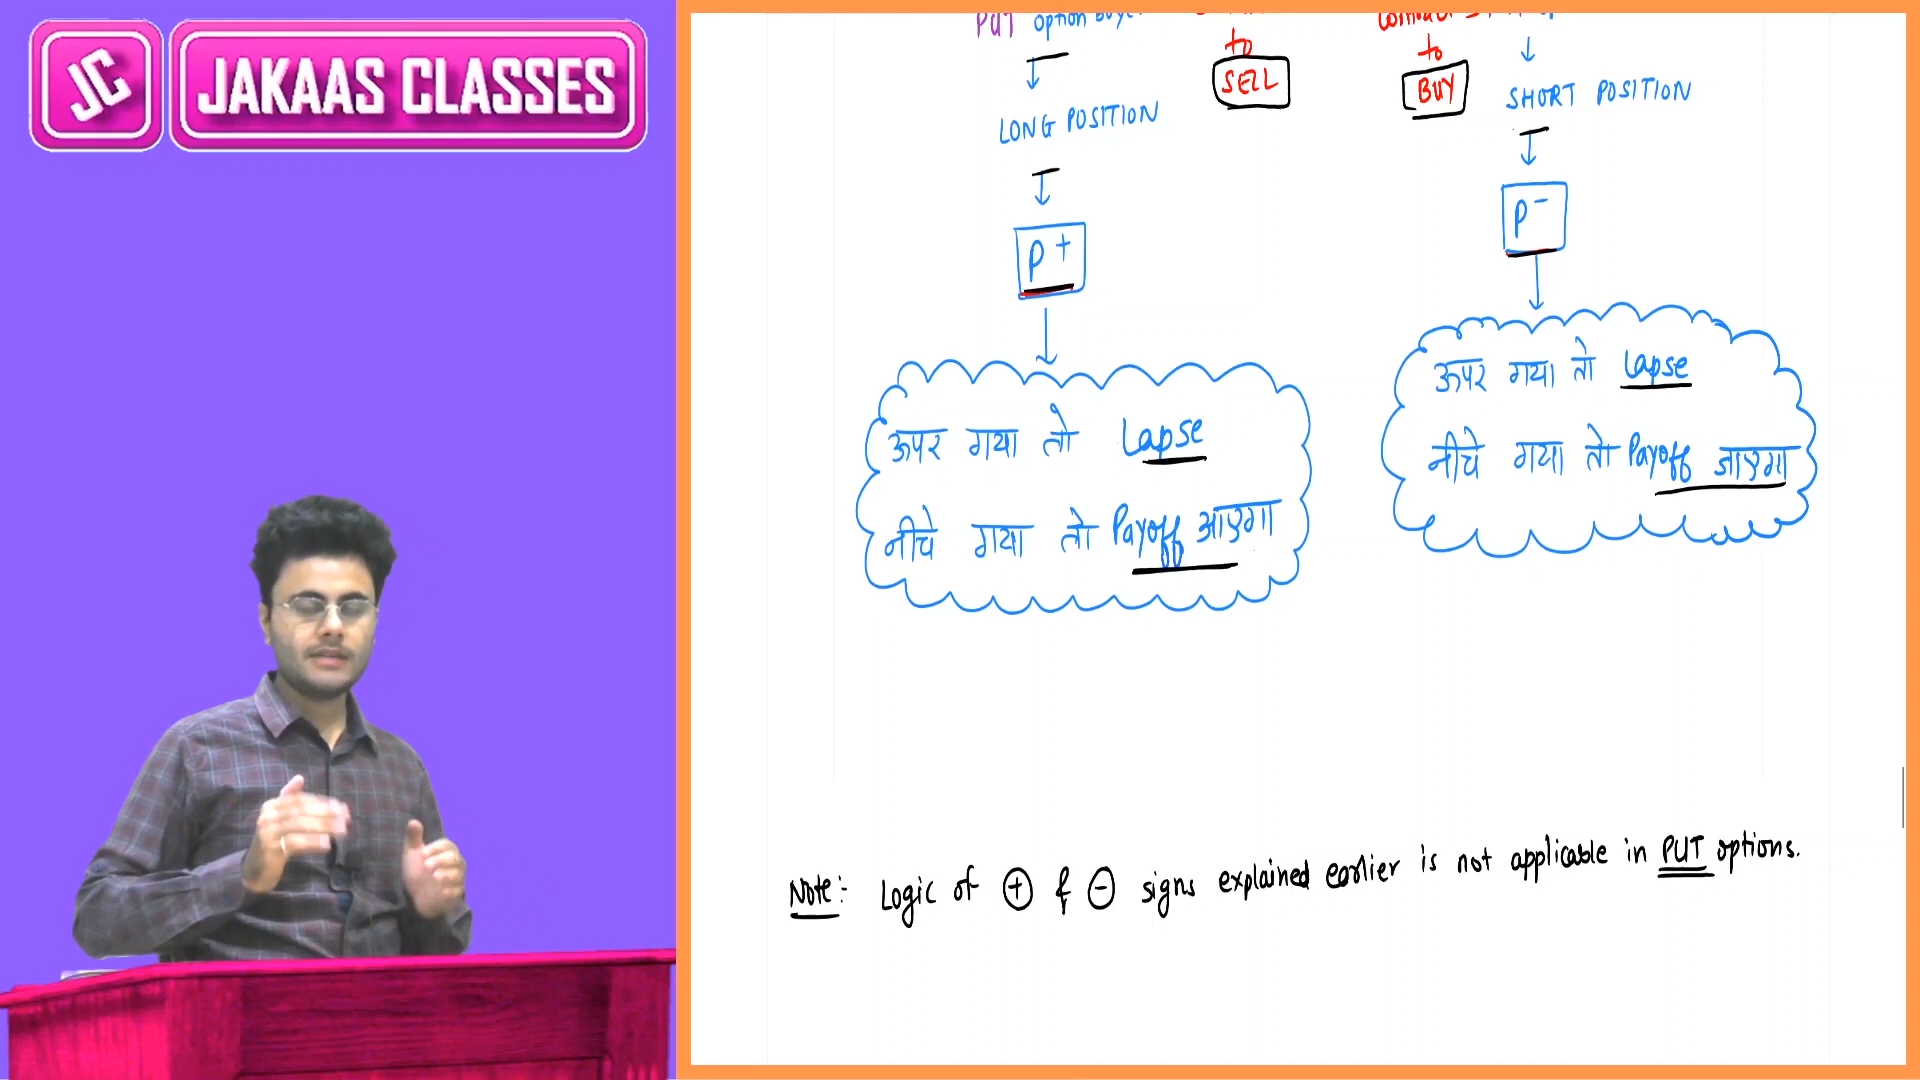 JC JAKAAS CLASSES
PUT option
to
SELL
LONG POSITION
P+
ऊपर गया तो Lapse
नीचे गया तो Payoff आएगा
to
BUY
SHORT POSITION
P-
ऊपर गया तो Lapse
नीचे गया तो Payoff जाएगा
Note:- Logic of + & - signs explained earlier is not applicable in PUT options.